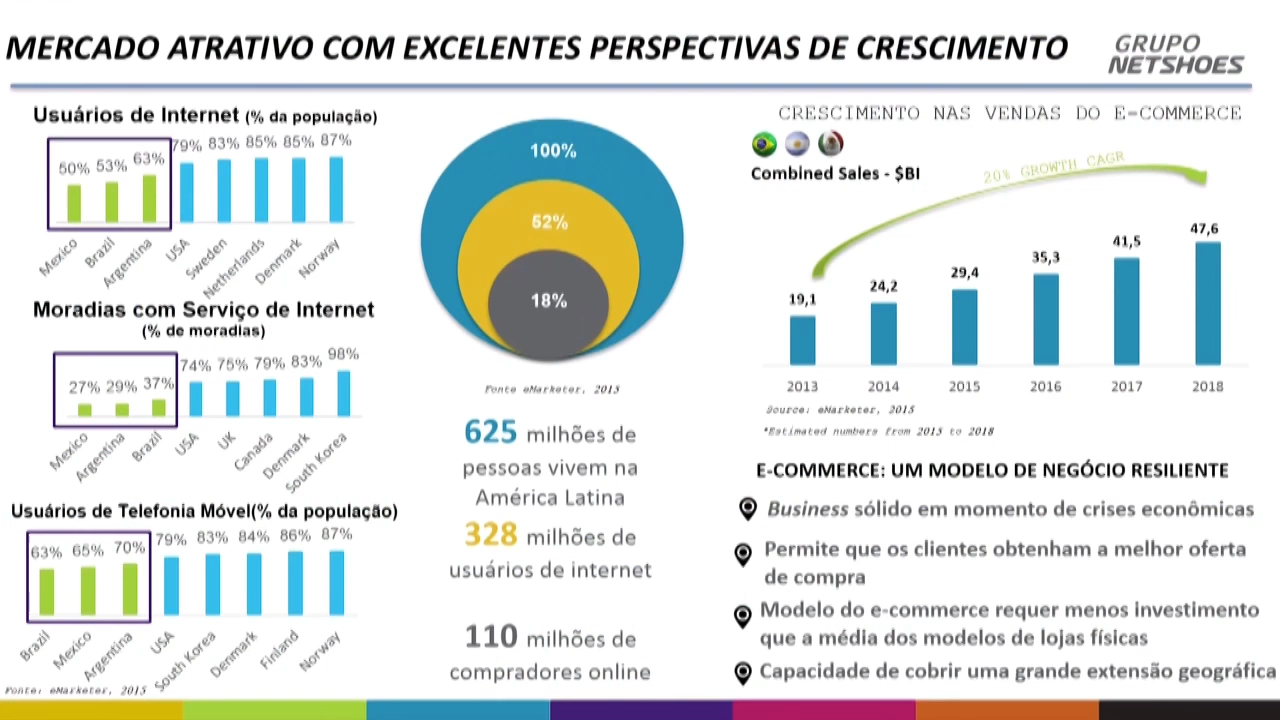 MERCADO ATRATIVO COM EXCELENTES PERSPECTIVAS DE CRESCIMENTO
GRUPO
NETSHOES
Usuários de Internet (% da população)
50% 53% 63% 79% 83% 85% 85% 87%
Mexico Brazil Argentina USA Sweden Netherlands Denmark Norway
Moradias com Serviço de Internet
(% de moradias)
27% 29% 37% 74% 75% 79% 83% 98%
Mexico Argentina Brazil USA UK Canada Denmark South Korea
Usuários de Telefonia Móvel(% da população)
63% 65% 70% 79% 83% 84% 86% 87%
Brazil Mexico Argentina USA South Korea Denmark Finland Norway
Fonte: eMarketer, 2015
100%
52%
18%
Fonte eMarketer, 2015
625 milhões de
pessoas vivem na
América Latina
328 milhões de
usuários de internet
110 milhões de
compradores online
CRESCIMENTO NAS VENDAS DO E-COMMERCE
Combined Sales - $BI
20% GROWTH CAGR
19,1 24,2 29,4 35,3 41,5 47,6
2013 2014 2015 2016 2017 2018
Source: eMarketer, 2015
*Estimated numbers from 2015 to 2018
E-COMMERCE: UM MODELO DE NEGÓCIO RESILIENTE
Business sólido em momento de crises econômicas
Permite que os clientes obtenham a melhor oferta
de compra
Modelo do e-commerce requer menos investimento
que a média dos modelos de lojas físicas
Capacidade de cobrir uma grande extensão geográfica